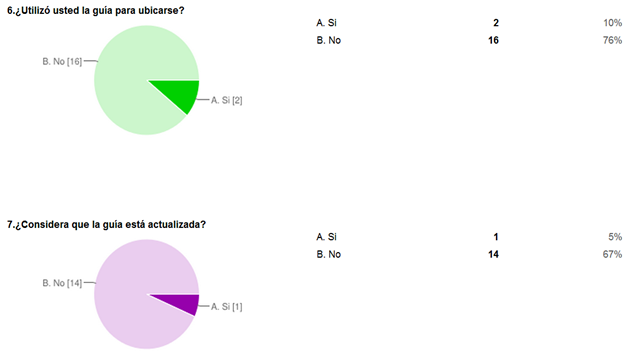 6.¿Utilizó usted la guía para ubicarse?
A. Si 2 10%
B. No 16 76%
B. No [16]
A. Si [2]
7.¿Considera que la guía está actualizada?
A. Si 1 5%
B. No 14 67%
B. No [14]
A. Si [1]